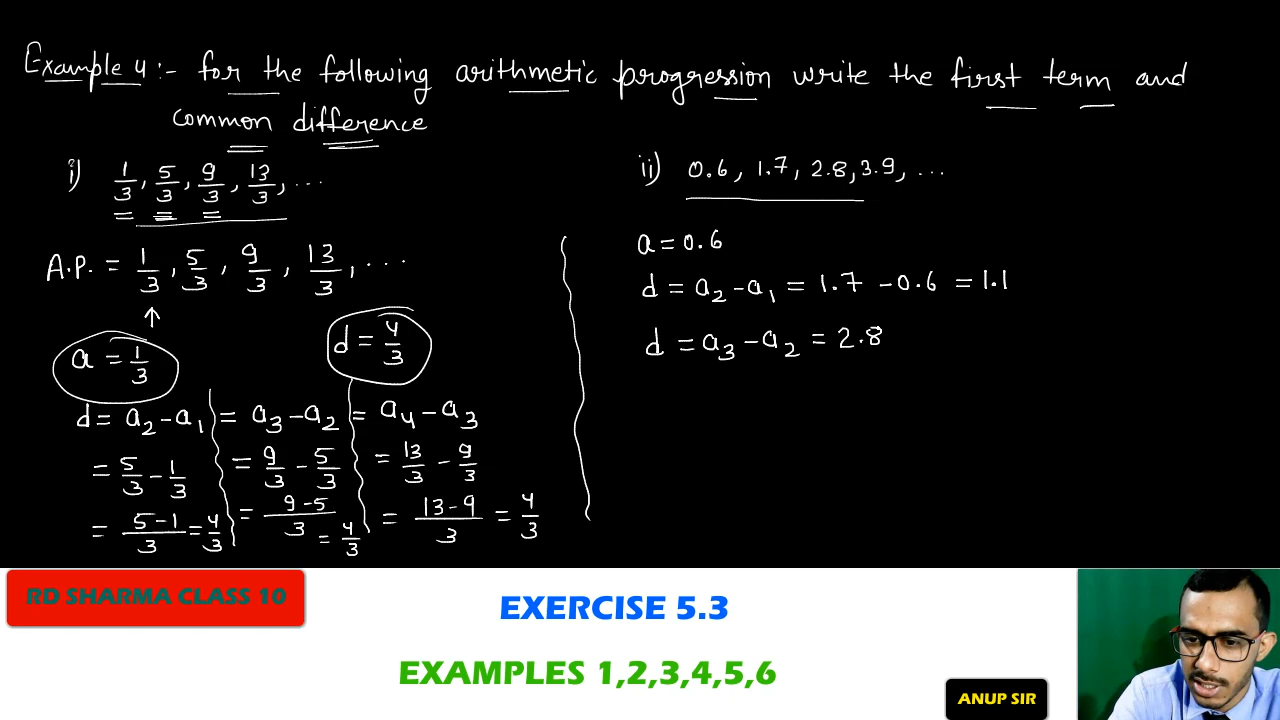 Example 4 :- for the following arithmetic progression write the first term and
common difference
i) 1/3, 5/3, 9/3, 13/3, ...
A.P. = 1/3, 5/3, 9/3, 13/3, ...
↑
a = 1/3
d = 4/3
d = a₂ - a₁ = a₃ - a₂ = a₄ - a₃
= 5/3 - 1/3 = 9/3 - 5/3 = 13/3 - 9/3
= (5-1)/3 = 4/3 = (9-5)/3 = 4/3 = (13-9)/3 = 4/3
ii) 0.6, 1.7, 2.8, 3.9, ...
a = 0.6
d = a₂ - a₁ = 1.7 - 0.6 = 1.1
d = a₃ - a₂ = 2.8
RD SHARMA CLASS 10
EXERCISE 5.3
EXAMPLES 1,2,3,4,5,6
ANUP SIR